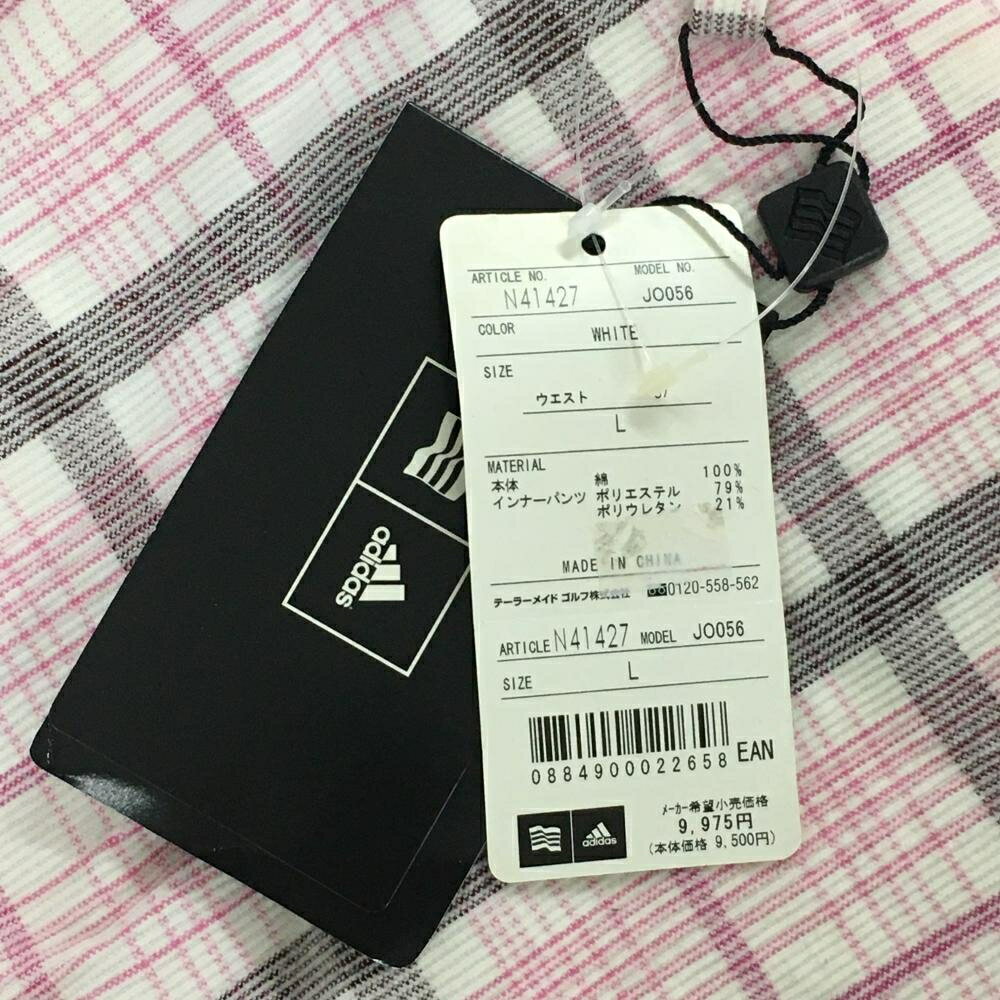 adidas
ARTICLE NO. MODEL NO.
N41427 JO056
COLOR WHITE
SIZE
ウエスト
L
MATERIAL
本体 綿 100%
インナーパンツ ポリエステル 79%
ポリウレタン 21%
MADE IN CHINA
テーラーメイド ゴルフ株式会社 0120-558-562
ARTICLE N41427 MODEL JO056
SIZE L
0884900022658 EAN
メーカー希望小売価格
9,975円
(本体価格 9,500円)
adidas